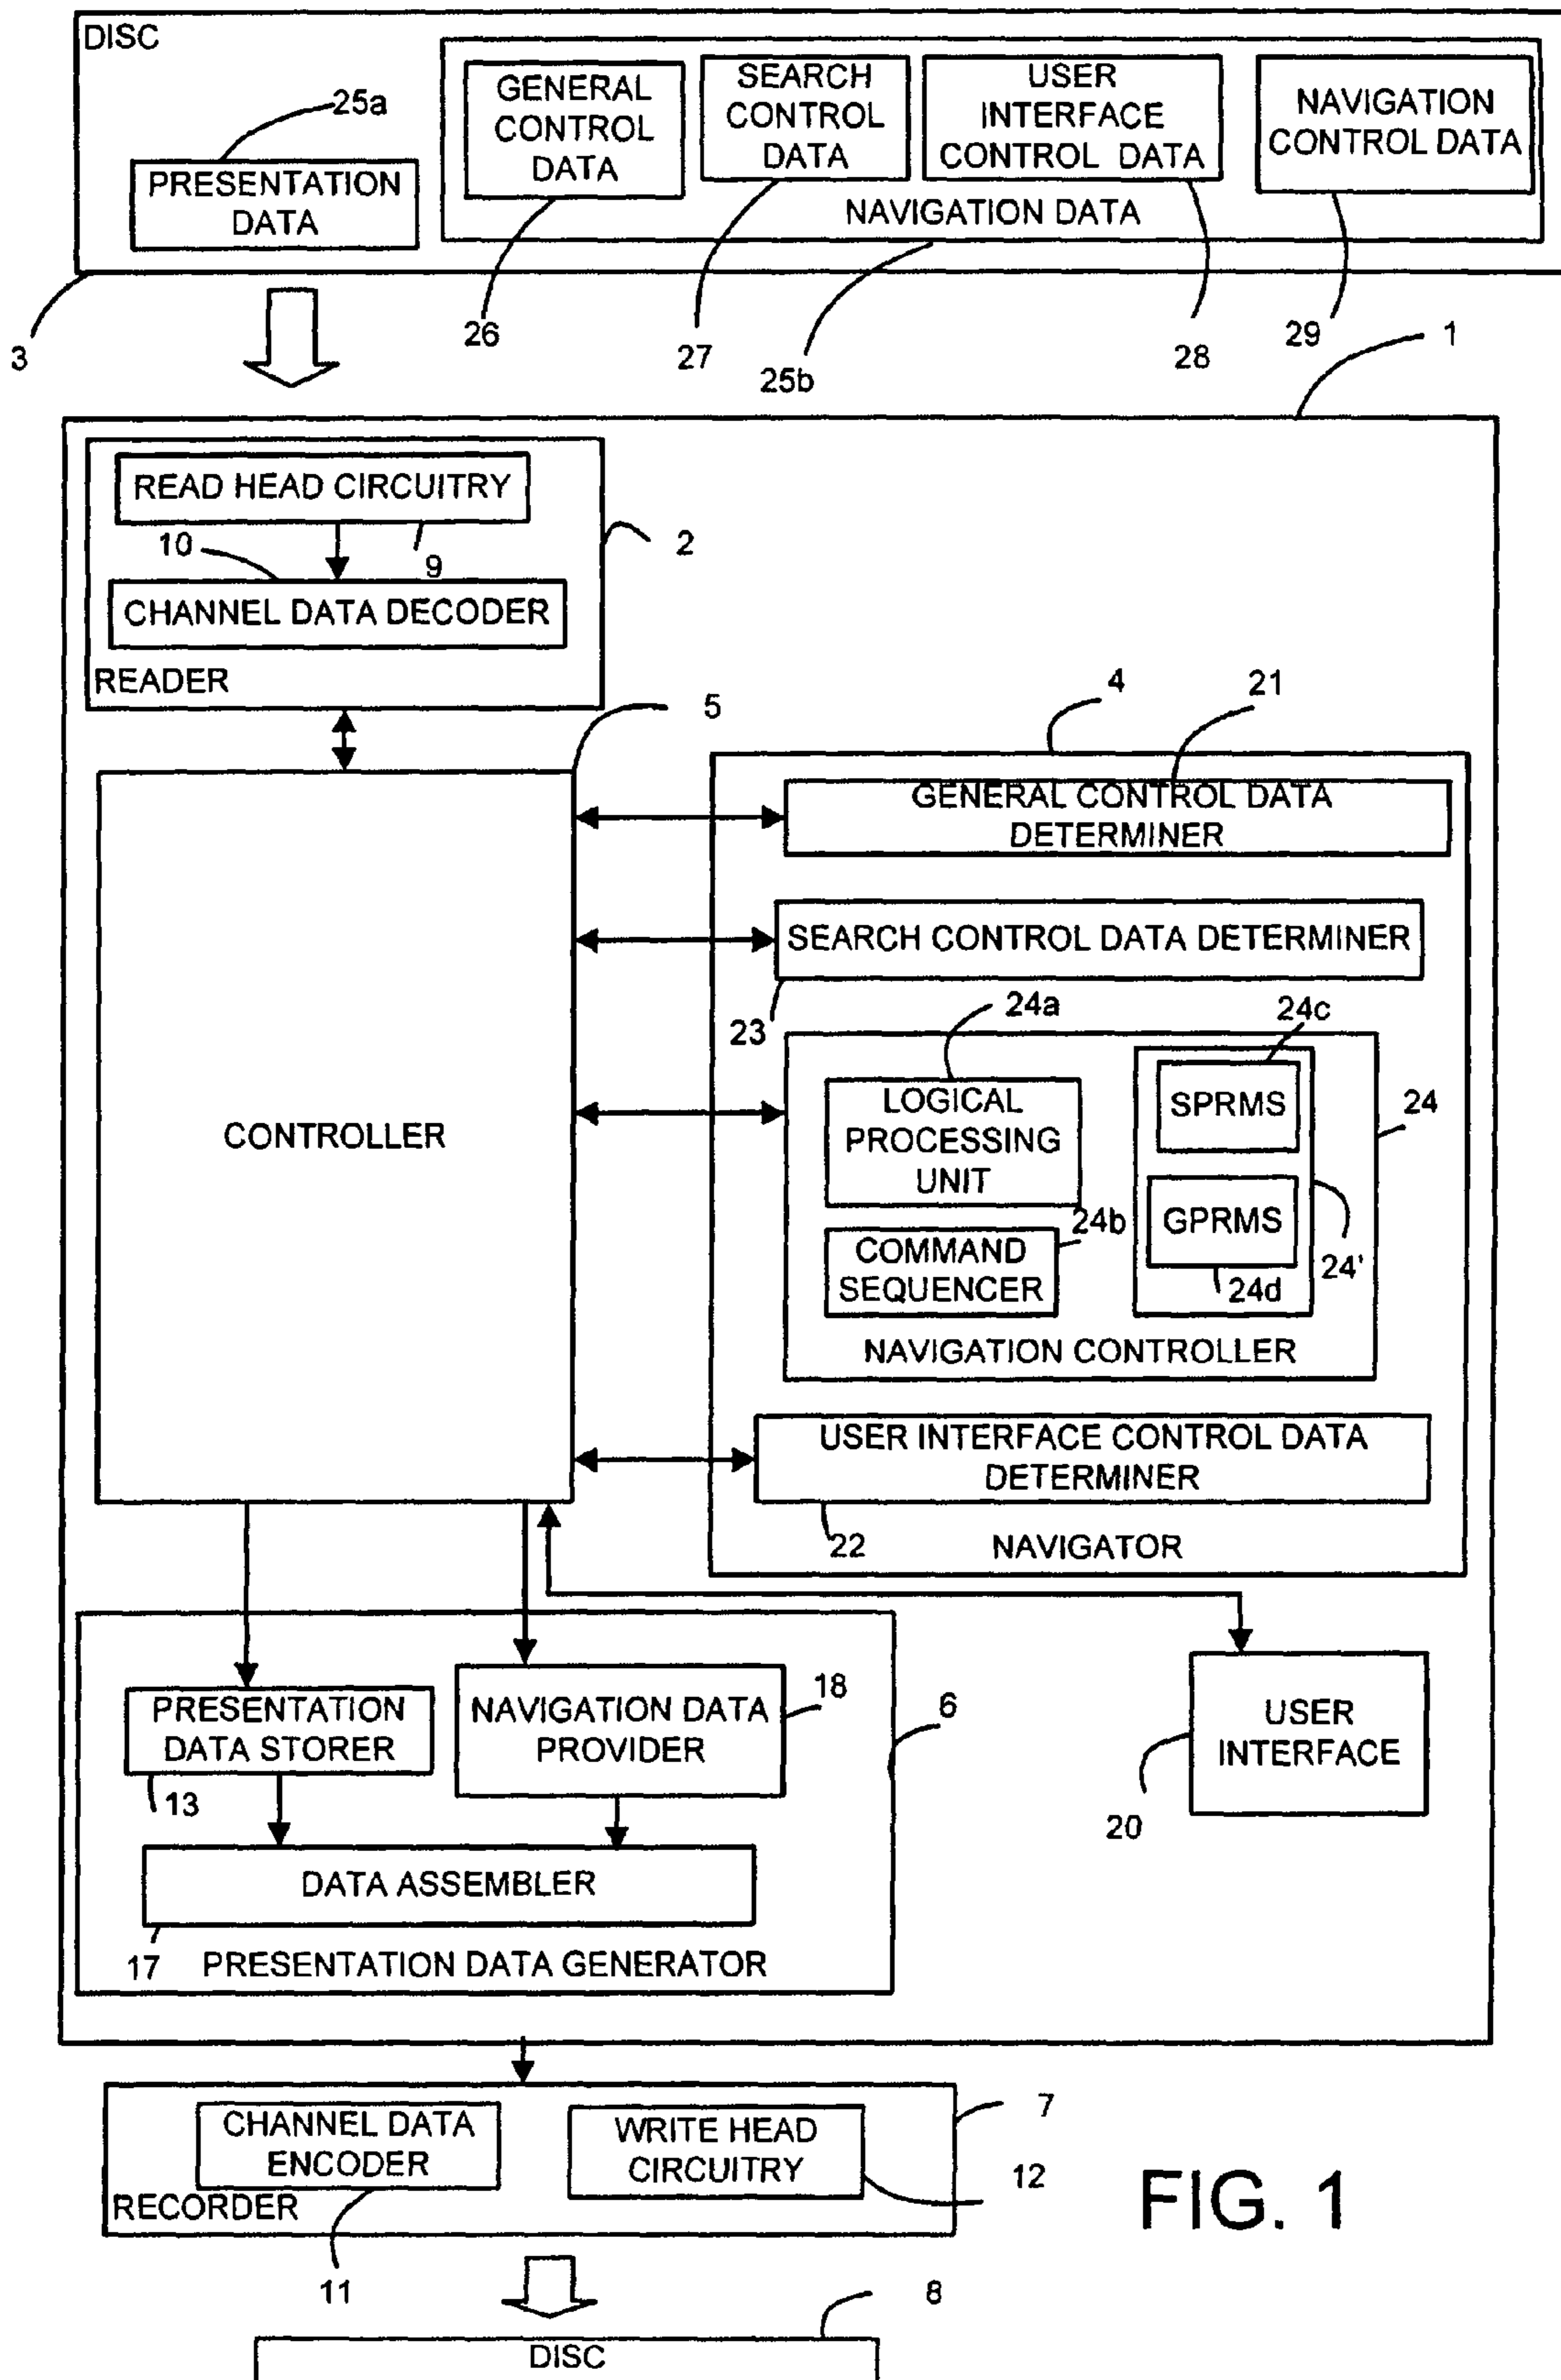 DISC
25a
PRESENTATION
DATA
GENERAL
CONTROL
DATA
SEARCH
CONTROL
DATA
USER
INTERFACE
CONTROL DATA
NAVIGATION
CONTROL DATA
NAVIGATION DATA
3
26
27
25b
28
29
1
READ HEAD CIRCUITRY
10
9
2
CHANNEL DATA DECODER
READER
5
4
21
CONTROLLER
GENERAL CONTROL DATA
DETERMINER
SEARCH CONTROL DATA DETERMINER
23
24a
24c
LOGICAL
PROCESSING
UNIT
SPRMS
24
24b
GPRMS
COMMAND
SEQUENCER
24d
24'
NAVIGATION CONTROLLER
USER INTERFACE CONTROL DATA
DETERMINER
22
NAVIGATOR
PRESENTATION
DATA STORER
13
NAVIGATION DATA
PROVIDER
18
6
USER
INTERFACE
20
DATA ASSEMBLER
17
PRESENTATION DATA GENERATOR
CHANNEL DATA
ENCODER
WRITE HEAD
CIRCUITRY
7
12
RECORDER
11
FIG. 1
8
DISC